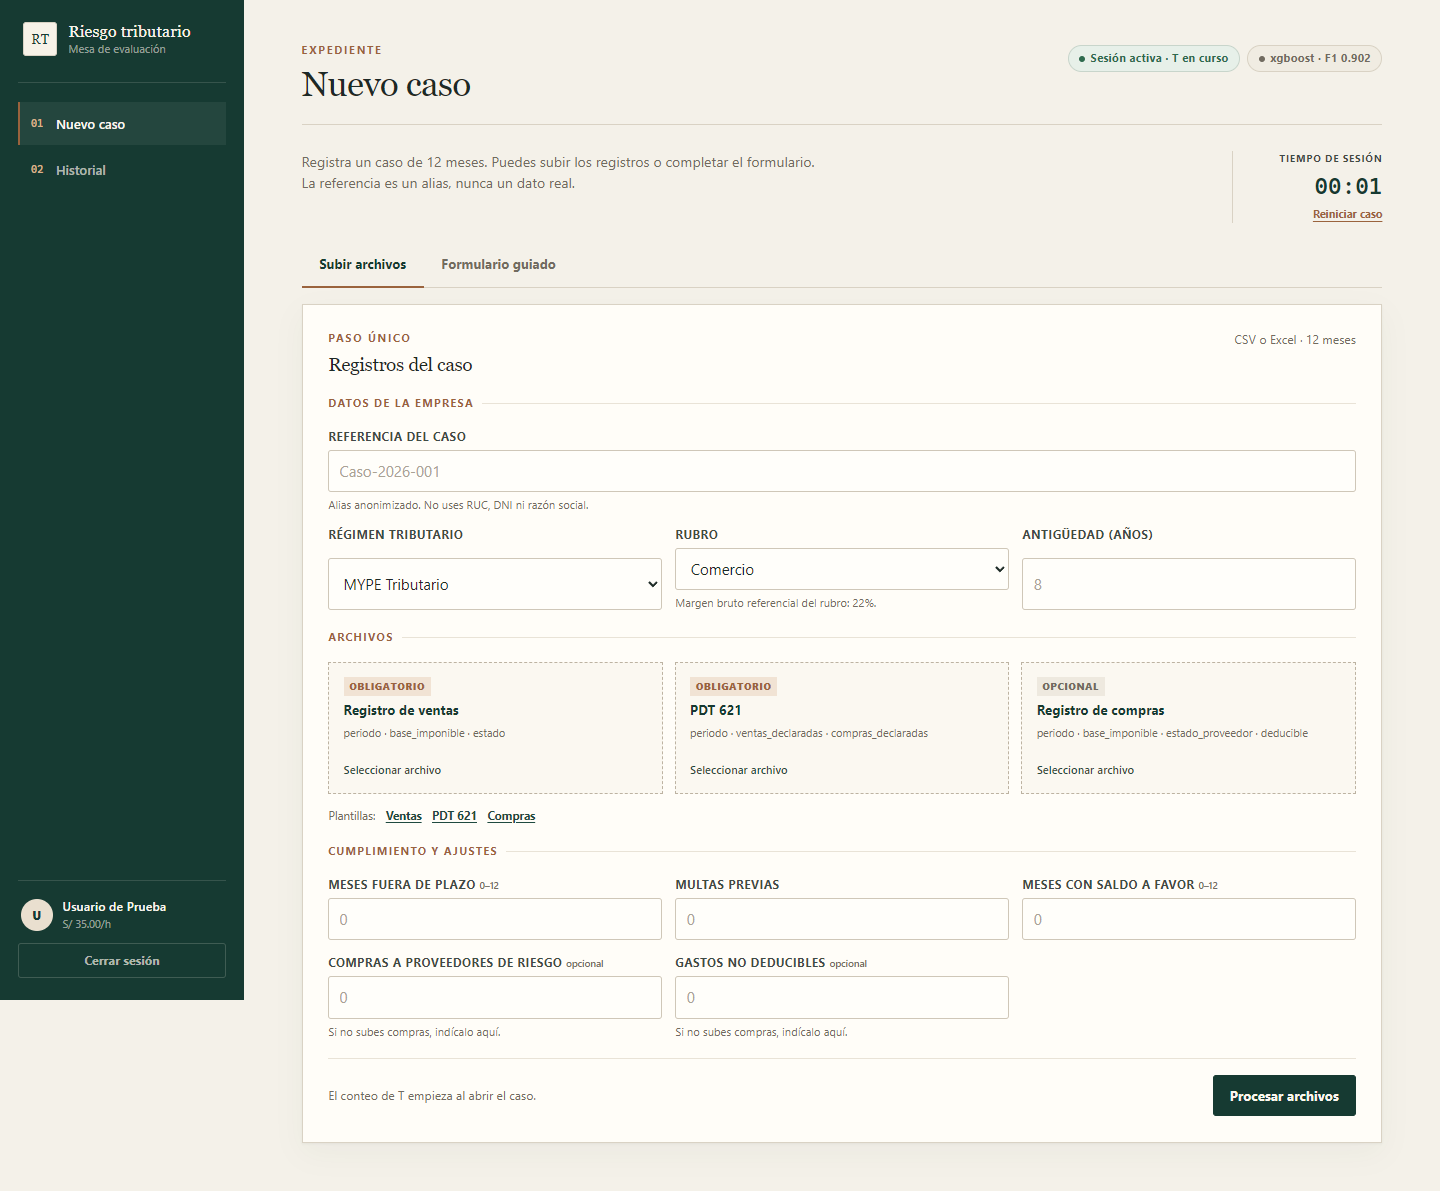 RT
Riesgo tributario
Mesa de evaluación
01 Nuevo caso
02 Historial
U
Usuario de Prueba
S/ 35.00/h
Cerrar sesión
EXPEDIENTE
Nuevo caso
Sesión activa · T en curso
xgboost · F1 0.902
Registra un caso de 12 meses. Puedes subir los registros o completar el formulario.
La referencia es un alias, nunca un dato real.
TIEMPO DE SESIÓN
00:01
Reiniciar caso
Subir archivos
Formulario guiado
PASO ÚNICO
Registros del caso
CSV o Excel · 12 meses
DATOS DE LA EMPRESA
REFERENCIA DEL CASO
Caso-2026-001
Alias anonimizado. No uses RUC, DNI ni razón social.
RÉGIMEN TRIBUTARIO
MYPE Tributario
RUBRO
Comercio
Margen bruto referencial del rubro: 22%.
ANTIGÜEDAD (AÑOS)
8
ARCHIVOS
OBLIGATORIO
Registro de ventas
periodo · base_imponible · estado
Seleccionar archivo
OBLIGATORIO
PDT 621
periodo · ventas_declaradas · compras_declaradas
Seleccionar archivo
OPCIONAL
Registro de compras
periodo · base_imponible · estado_proveedor · deducible
Seleccionar archivo
Plantillas: Ventas PDT 621 Compras
CUMPLIMIENTO Y AJUSTES
MESES FUERA DE PLAZO 0–12
0
MULTAS PREVIAS
0
MESES CON SALDO A FAVOR 0–12
0
COMPRAS A PROVEEDORES DE RIESGO opcional
0
Si no subes compras, indícalo aquí.
GASTOS NO DEDUCIBLES opcional
0
Si no subes compras, indícalo aquí.
El conteo de T empieza al abrir el caso.
Procesar archivos